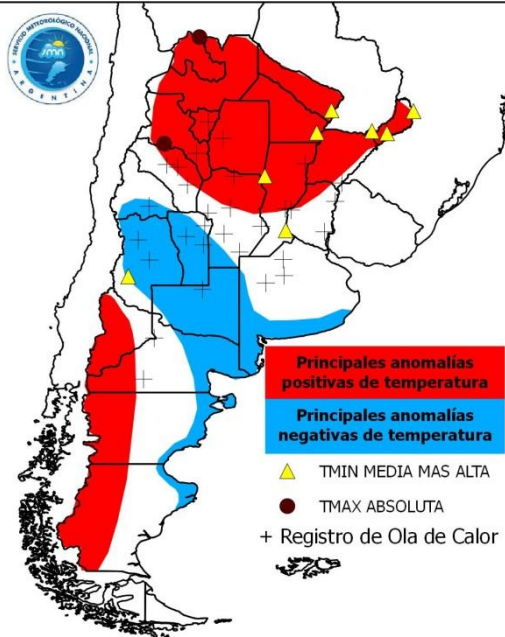 SERVICIO METEOROLÓGICO NACIONAL
smn
ARGENTINA
Principales anomalías
positivas de temperatura
Principales anomalías
negativas de temperatura
TMIN MEDIA MAS ALTA
TMAX ABSOLUTA
+ Registro de Ola de Calor